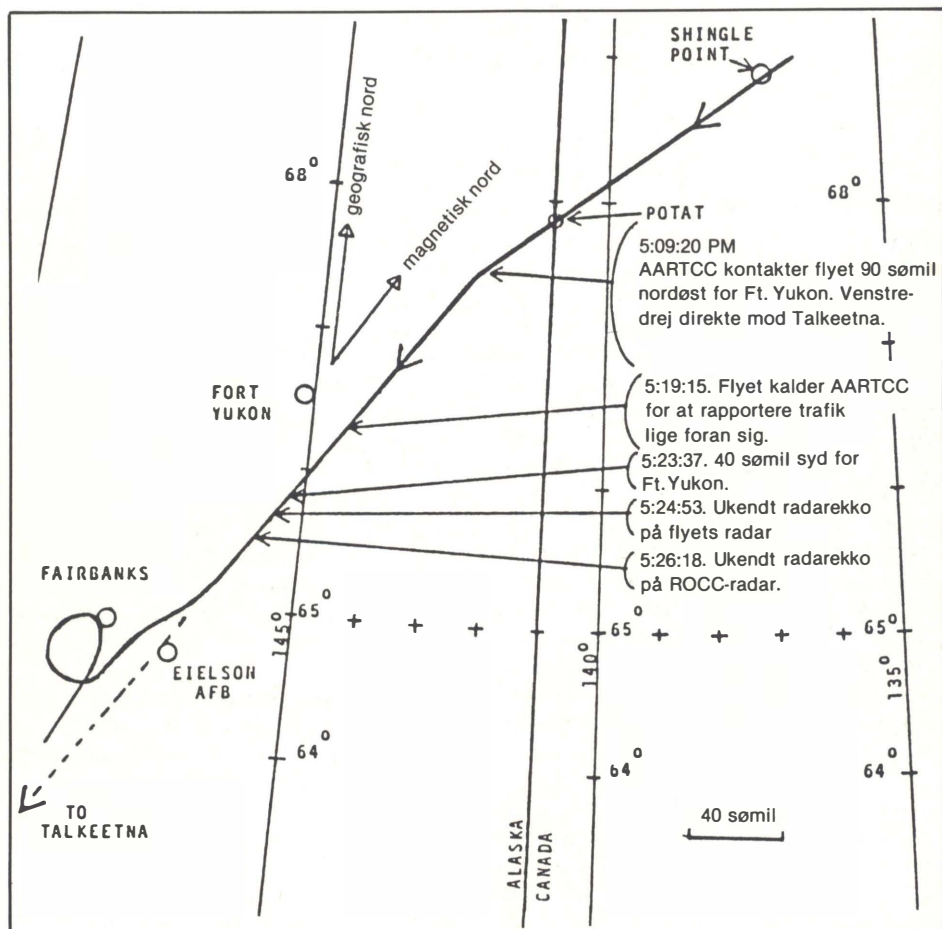 SHINGLE
POINT
68°
geografisk nord
magnetisk nord
68°
POTAT
5:09:20 PM
AARTCC kontakter flyet 90 sømil
nordøst for Ft. Yukon. Venstre-
drej direkte mod Talkeetna.
FORT
YUKON
5:19:15. Flyet kalder AARTCC
for at rapportere trafik
lige foran sig.
5:23:37. 40 sømil syd for
Ft.Yukon.
5:24:53. Ukendt radarekko
på flyets radar
5:26:18. Ukendt radarekko
på ROCC-radar.
FAIRBANKS
65°
145°
65°
140°
65°
135°
EIELSON
AFB
64°
64°
64°
TO
TALKEETNA
40 sømil
ALASKA
CANADA